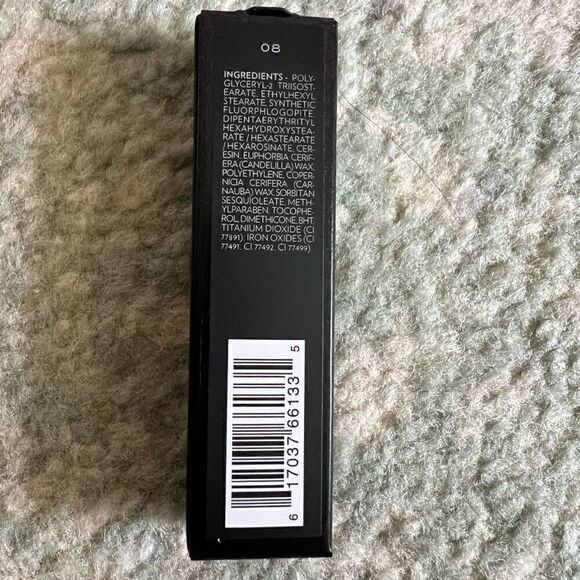 08
INGREDIENTS - POLY-
GLYCERYL-2 TRIISOST-
EARATE, ETHYLHEXYL
STEARATE, SYNTHETIC
FLUORPHLOGOPITE,
DIPENTAERYTHRITYL
HEXAHYDROXYSTEA-
RATE / HEXASTEARATE
/ HEXAROSINATE, CER-
ESIN, EUPHORBIA CERIF-
ERA (CANDELILLA) WAX,
POLYETHYLENE, COPER-
NICIA CERIFERA (CAR-
NAUBA) WAX, SORBITAN
SESQUIOLEATE, METH-
YLPARABEN, TOCOPHE-
ROL, DIMETHICONE, BHT,
TITANIUM DIOXIDE (CI
77891), IRON OXIDES (CI
77491, CI 77492, CI 77499)
6 17037 66133 5